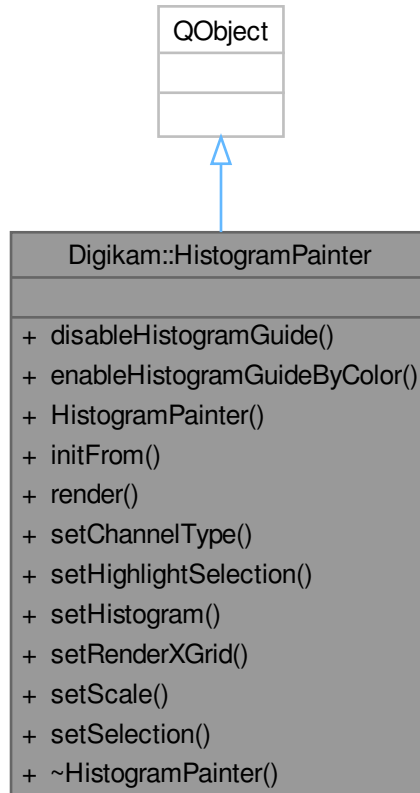 QObject
Digikam::HistogramPainter
+ disableHistogramGuide()
+ enableHistogramGuideByColor()
+ HistogramPainter()
+ initFrom()
+ render()
+ setChannelType()
+ setHighlightSelection()
+ setHistogram()
+ setRenderXGrid()
+ setScale()
+ setSelection()
+ ~HistogramPainter()